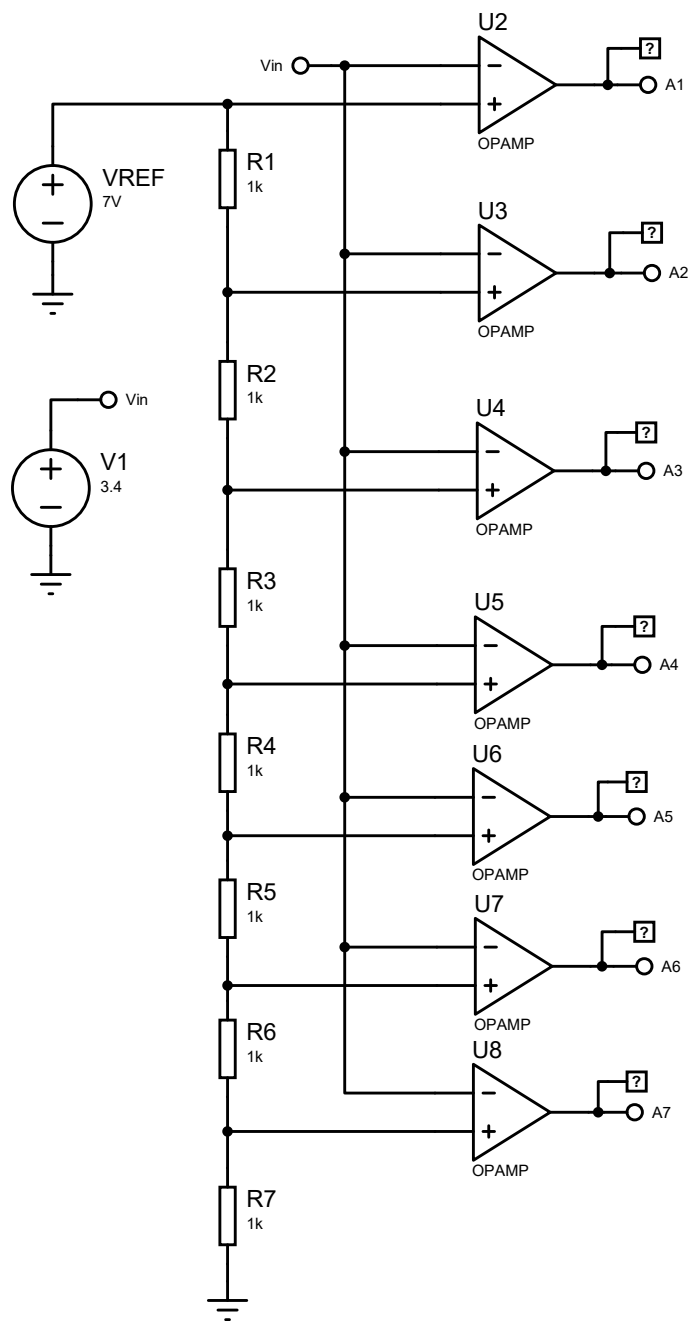 U2
?
Vin
A1
OPAMP
VREF
7V
R1
1k
U3
?
A2
OPAMP
R2
1k
Vin
U4
?
A3
OPAMP
V1
3.4
R3
1k
U5
?
A4
OPAMP
R4
1k
U6
?
A5
OPAMP
R5
1k
U7
?
A6
OPAMP
R6
1k
U8
?
A7
OPAMP
R7
1k